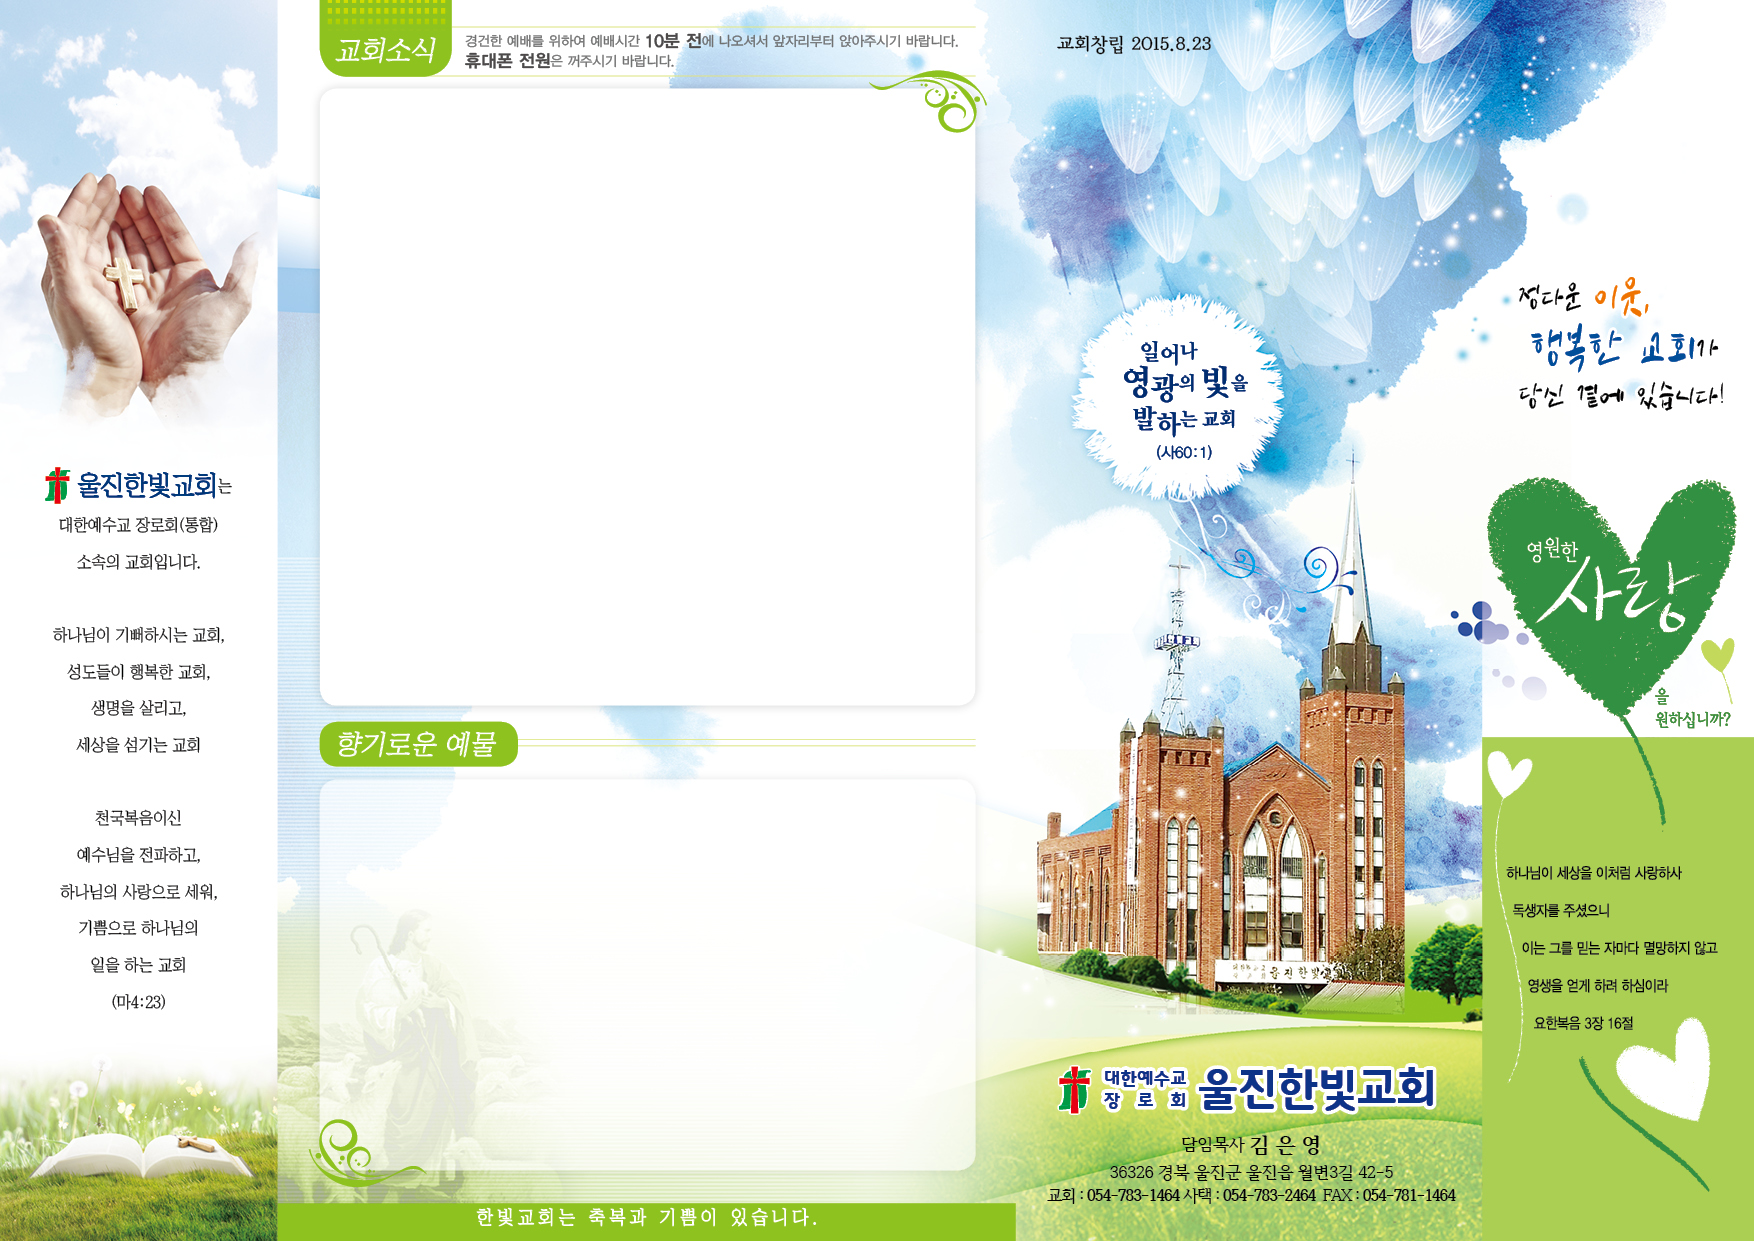 울진한빛교회는
대한예수교 장로회(통합)
소속의 교회입니다.
하나님이 기뻐하시는 교회,
성도들이 행복한 교회,
생명을 살리고,
세상을 섬기는 교회
천국복음이신
예수님을 전파하고,
하나님의 사랑으로 세워,
기쁨으로 하나님의
일을 하는 교회
(마4:23)
교회소식
경건한 예배를 위하여 예배시간 10분 전에 나오셔서 앞자리부터 앉아주시기 바랍니다.
휴대폰 전원은 꺼주시기 바랍니다.
향기로운 예물
한빛교회는 축복과 기쁨이 있습니다.
교회창립 2015.8.23
일어나
영광의 빛을
발하는 교회
(사60:1)
울진한빛교회
대한예수교
장로회 울진한빛교회
담임목사 김은영
36326 경북 울진군 울진읍 월변3길 42-5
교회 : 054-783-1464 사택 : 054-783-2464 FAX : 054-781-1464
정다운 이웃,
행복한 교회가
당신 곁에 있습니다!
영원한
사랑
을
원하십니까?
하나님이 세상을 이처럼 사랑하사
독생자를 주셨으니
이는 그를 믿는 자마다 멸망하지 않고
영생을 얻게 하려 하심이라
요한복음 3장 16절